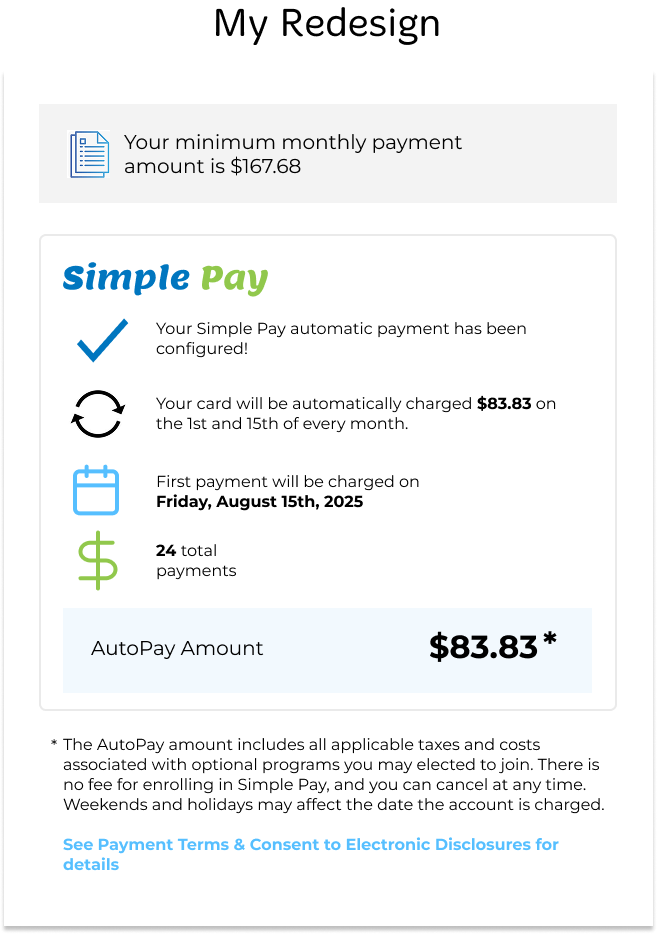 My Redesign
Your minimum monthly payment
amount is $167.68
Simple Pay
Your Simple Pay automatic payment has been
configured!
Your card will be automatically charged $83.83 on
the 1st and 15th of every month.
First payment will be charged on
Friday, August 15th, 2025
24 total
payments
AutoPay Amount $83.83*
* The AutoPay amount includes all applicable taxes and costs
associated with optional programs you may elected to join. There is
no fee for enrolling in Simple Pay, and you can cancel at any time.
Weekends and holidays may affect the date the account is charged.
See Payment Terms & Consent to Electronic Disclosures for
details